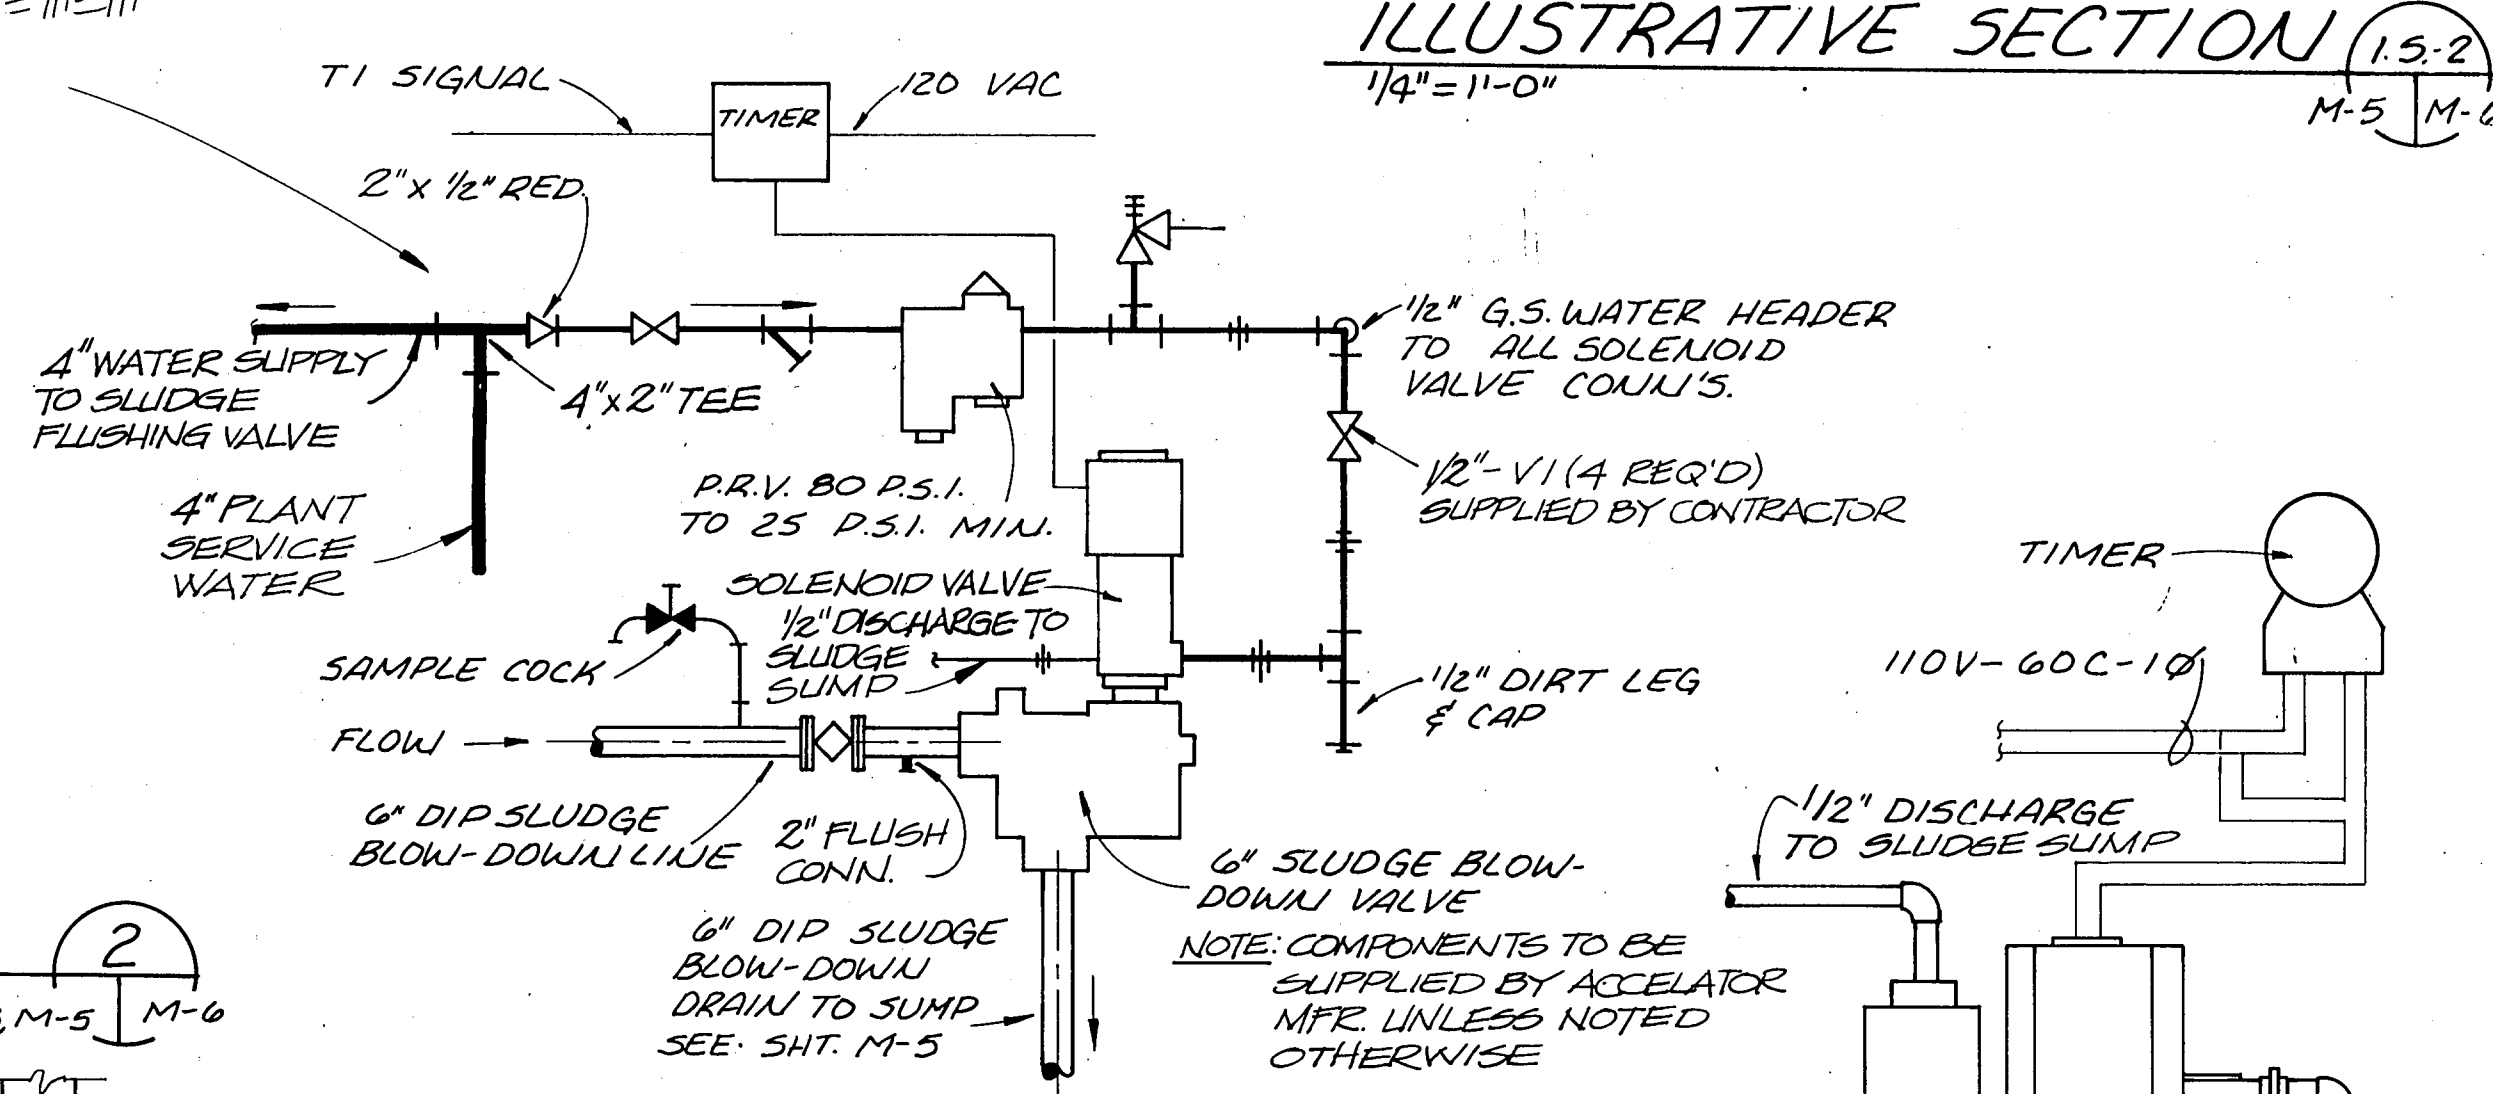 ILLUSTRATIVE SECTION
I.S.-2
1/4"=1'-0"
M-5
TI SIGNAL
TIMER
120 VAC
2"X 1/2" RED.
4" WATER SUPPLY
TO SLUDGE
FLUSHING VALVE
4"X2" TEE
1/2" G.S. WATER HEADER
TO ALL SOLENOID
VALVE CONN'S.
4" PLANT
SERVICE
WATER
P.R.V. 80 P.S.I.
TO 25 P.S.I. MIN.
1/2"-V1 (4 REQ'D)
SUPPLIED BY CONTRACTOR
TIMER
SOLENOID VALVE
1/2" DISCHARGE TO
SLUDGE
SUMP
SAMPLE COCK
1/2" DIRT LEG
& CAP
110V-60C-1ϕ
FLOW
6" DIP SLUDGE
BLOW-DOWN LINE
2" FLUSH
CONN.
6" SLUDGE BLOW-
DOWN VALVE
1/2" DISCHARGE
TO SLUDGE SUMP
6" DIP SLUDGE
BLOW-DOWN
DRAIN TO SUMP
SEE. SHT. M-5
NOTE: COMPONENTS TO BE
SUPPLIED BY ACCELATOR
MFR. UNLESS NOTED
OTHERWISE
2
M-5
M-6